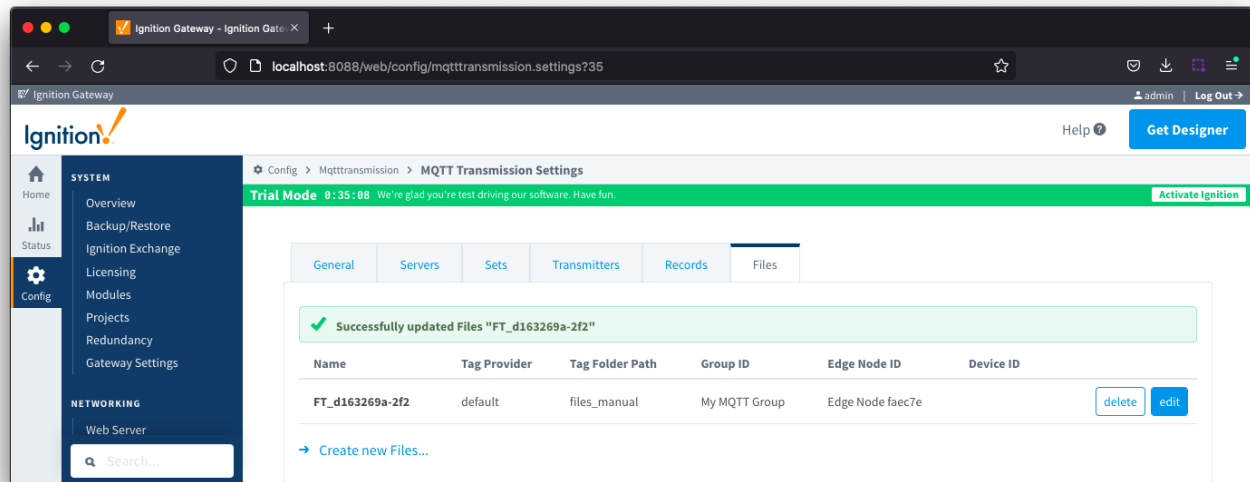 Ignition Gateway - Ignition Gate
localhost:8088/web/config/mqtttransmission.settings?35
Ignition Gateway
admin | Log Out
Ignition!
Help ?
Get Designer
Home
Status
Config
SYSTEM
Overview
Backup/Restore
Ignition Exchange
Licensing
Modules
Projects
Redundancy
Gateway Settings
NETWORKING
Web Server
Search...
Config > Mqtttransmission > MQTT Transmission Settings
Trial Mode 0:35:08 We're glad you're test driving our software. Have fun.
Activate Ignition
General Servers Sets Transmitters Records Files
Successfully updated Files "FT_d163269a-2f2"
Name Tag Provider Tag Folder Path Group ID Edge Node ID Device ID
FT_d163269a-2f2 default files_manual My MQTT Group Edge Node faec7e delete edit
Create new Files...